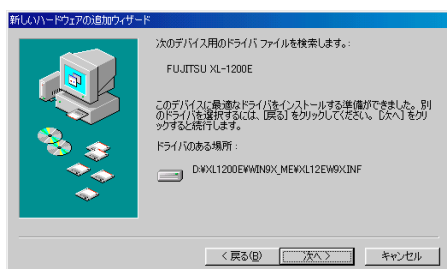 新しいハードウェアの追加ウィザード
次のデバイス用のドライバ ファイルを検索します。:
FUJITSU XL-1200E
このデバイスに最適なドライバをインストールする準備ができました。別
のドライバを選択するには、[戻る] をクリックしてください。[次へ] をクリ
ックすると続行します。
ドライバのある場所 :
D:¥XL1200E¥WIN9X_ME¥XL12EW9X.INF
< 戻る(B)
次へ >
キャンセル